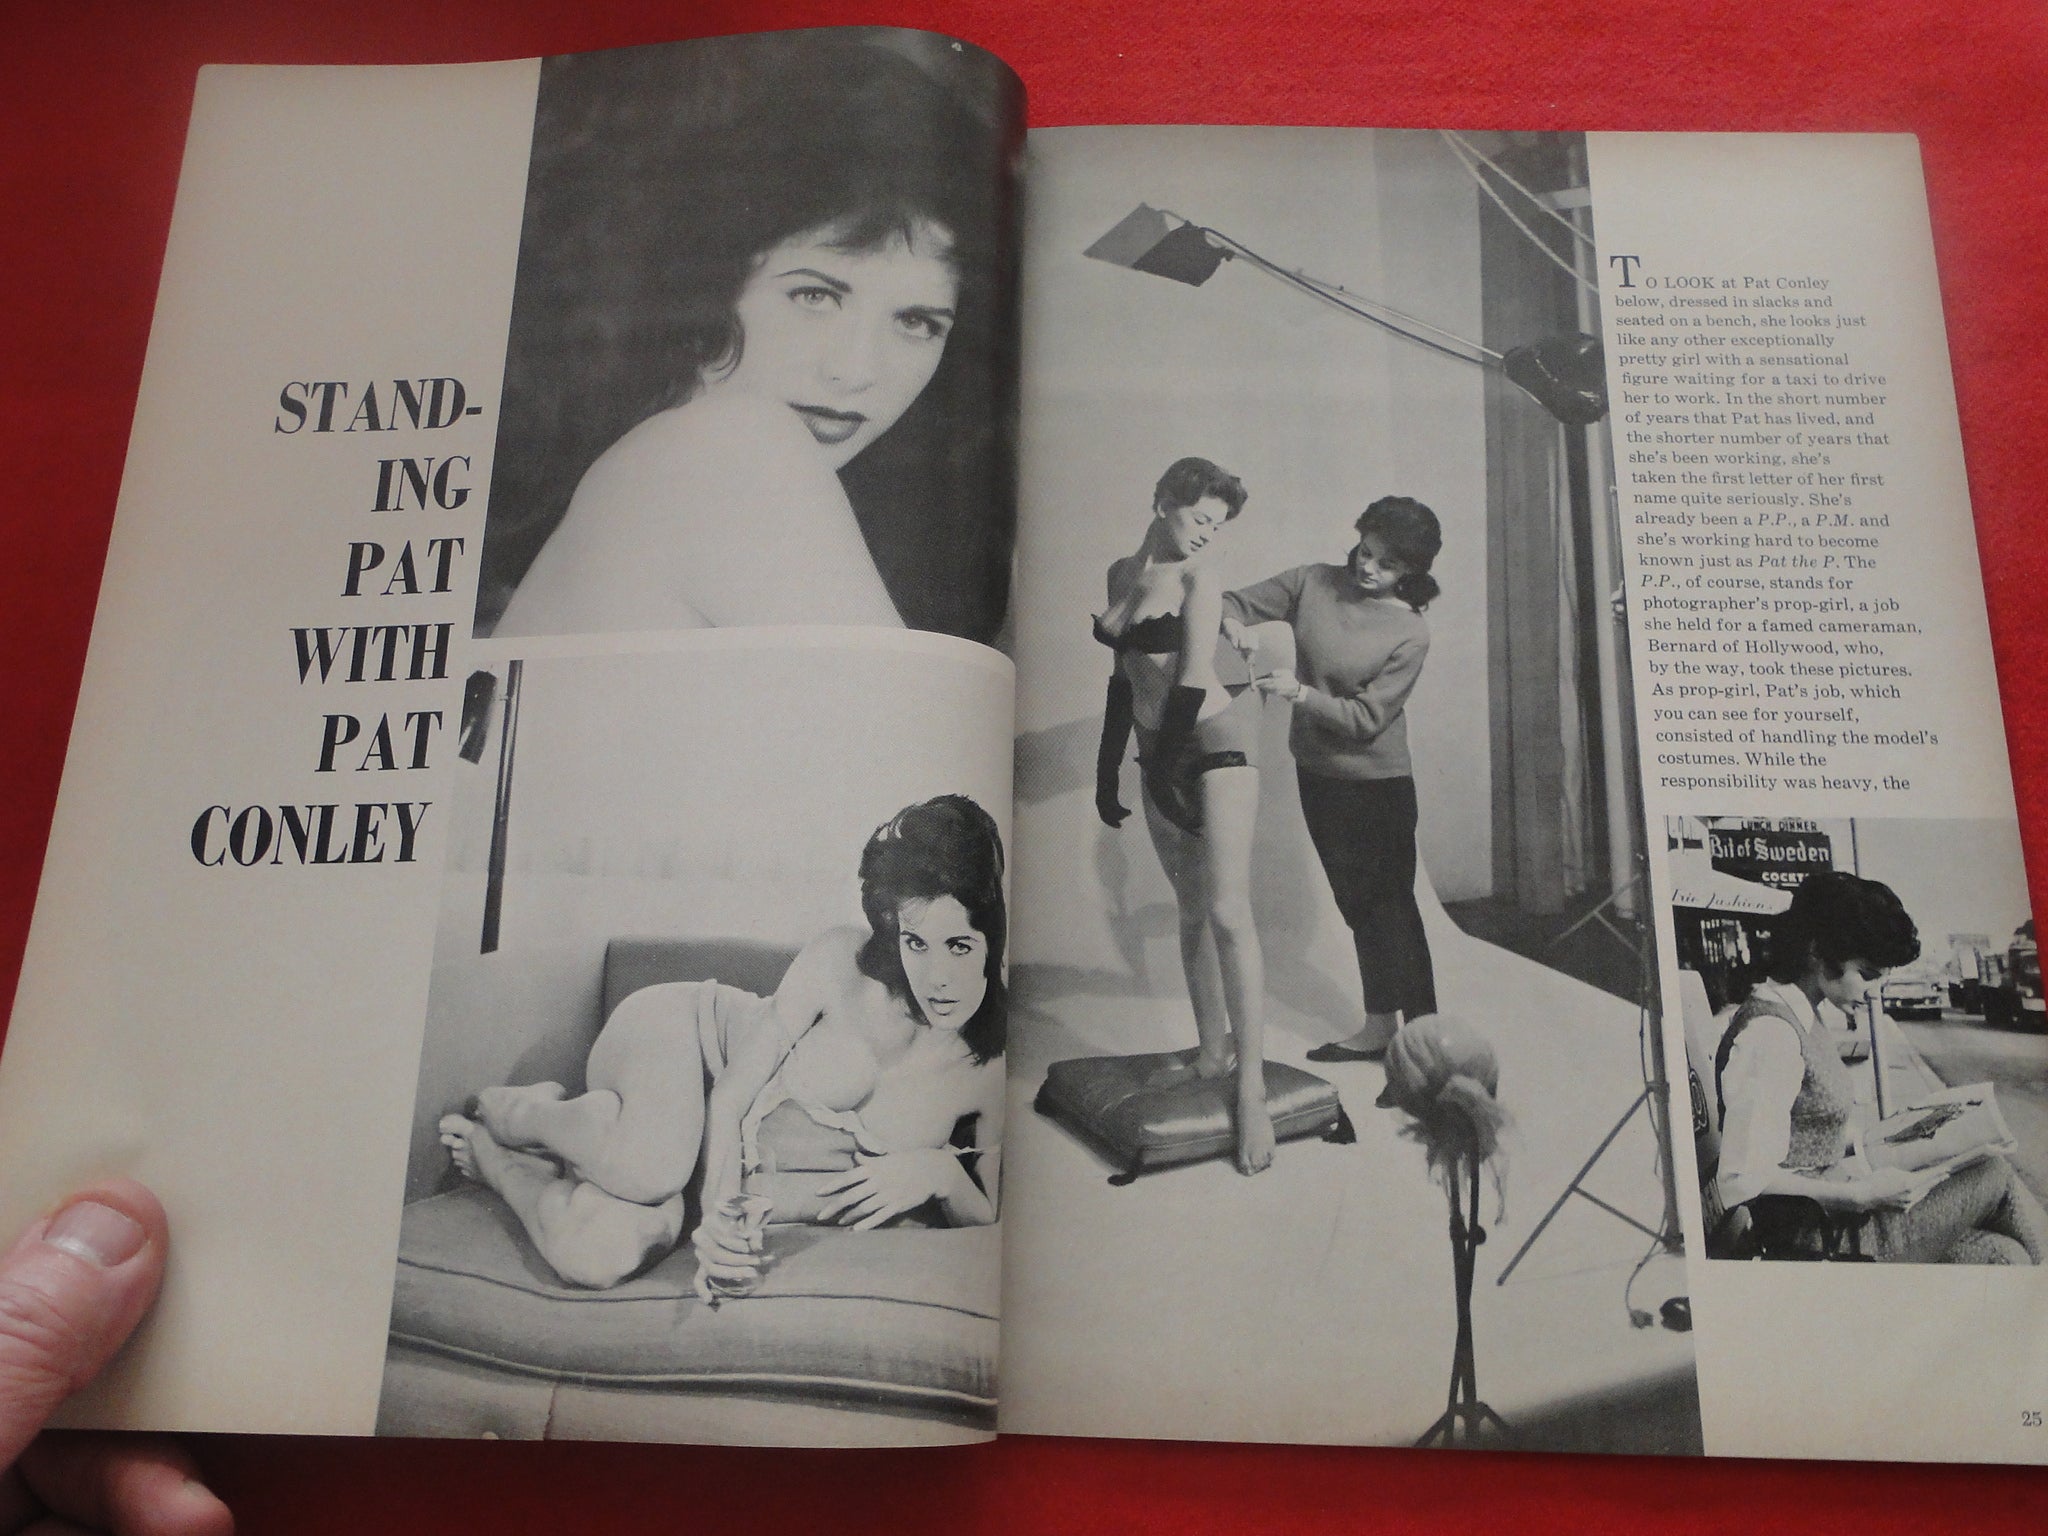 STAND-
ING
PAT
WITH
PAT
CONLEY
TO LOOK at Pat Conley
below, dressed in slacks and
seated on a bench, she looks just
like any other exceptionally
pretty girl with a sensational
figure waiting for a taxi to drive
her to work. In the short number
of years that Pat has lived, and
the shorter number of years that
she's been working, she's
taken the first letter of her first
name quite seriously. She's
already been a P.P., a P.M. and
she's working hard to become
known just as Pat the P. The
P.P., of course, stands for
photographer's prop-girl, a job
she held for a famed cameraman,
Bernard of Hollywood, who,
by the way, took these pictures.
As prop-girl, Pat's job, which
you can see for yourself,
consisted of handling the model's
costumes. While the
responsibility was heavy, the
LUNCH DINNER
Bit of Sweden
COCKT
fashions
25